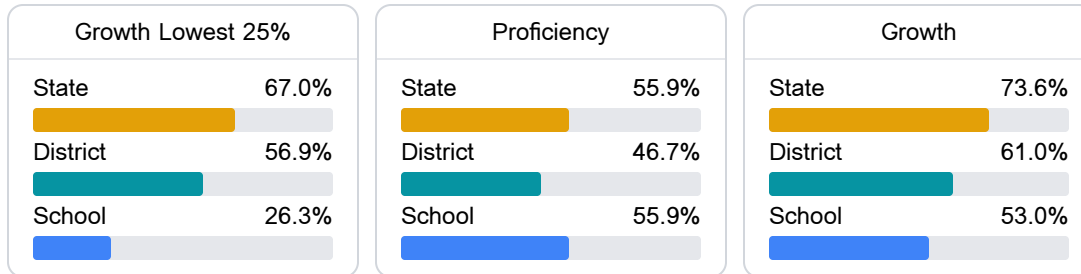 Growth Lowest 25%
State 67.0%
District 56.9%
School 26.3%
Proficiency
State 55.9%
District 46.7%
School 55.9%
Growth
State 73.6%
District 61.0%
School 53.0%